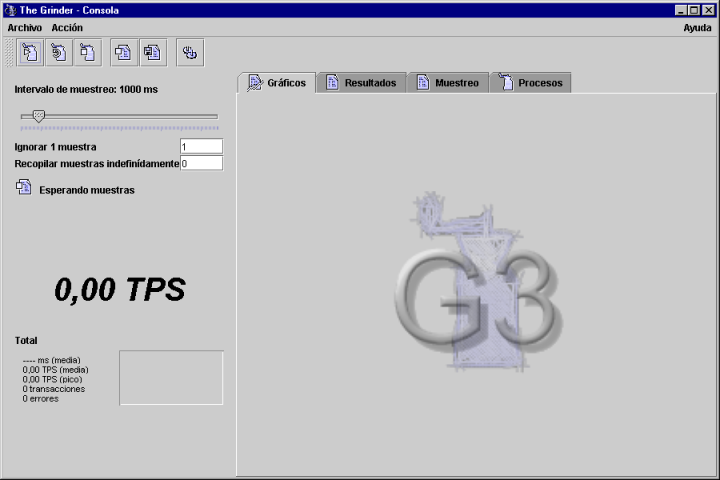 The Grinder - Consola
Archivo Acción Ayuda
Gráficos Resultados Muestreo Procesos
Intervalo de muestreo: 1000 ms
Ignorar 1 muestra 1
Recopilar muestras indefinídamente 0
Esperando muestras
0,00 TPS
Total
---- ms (media)
0,00 TPS (media)
0,00 TPS (pico)
0 transacciones
0 errores
G3